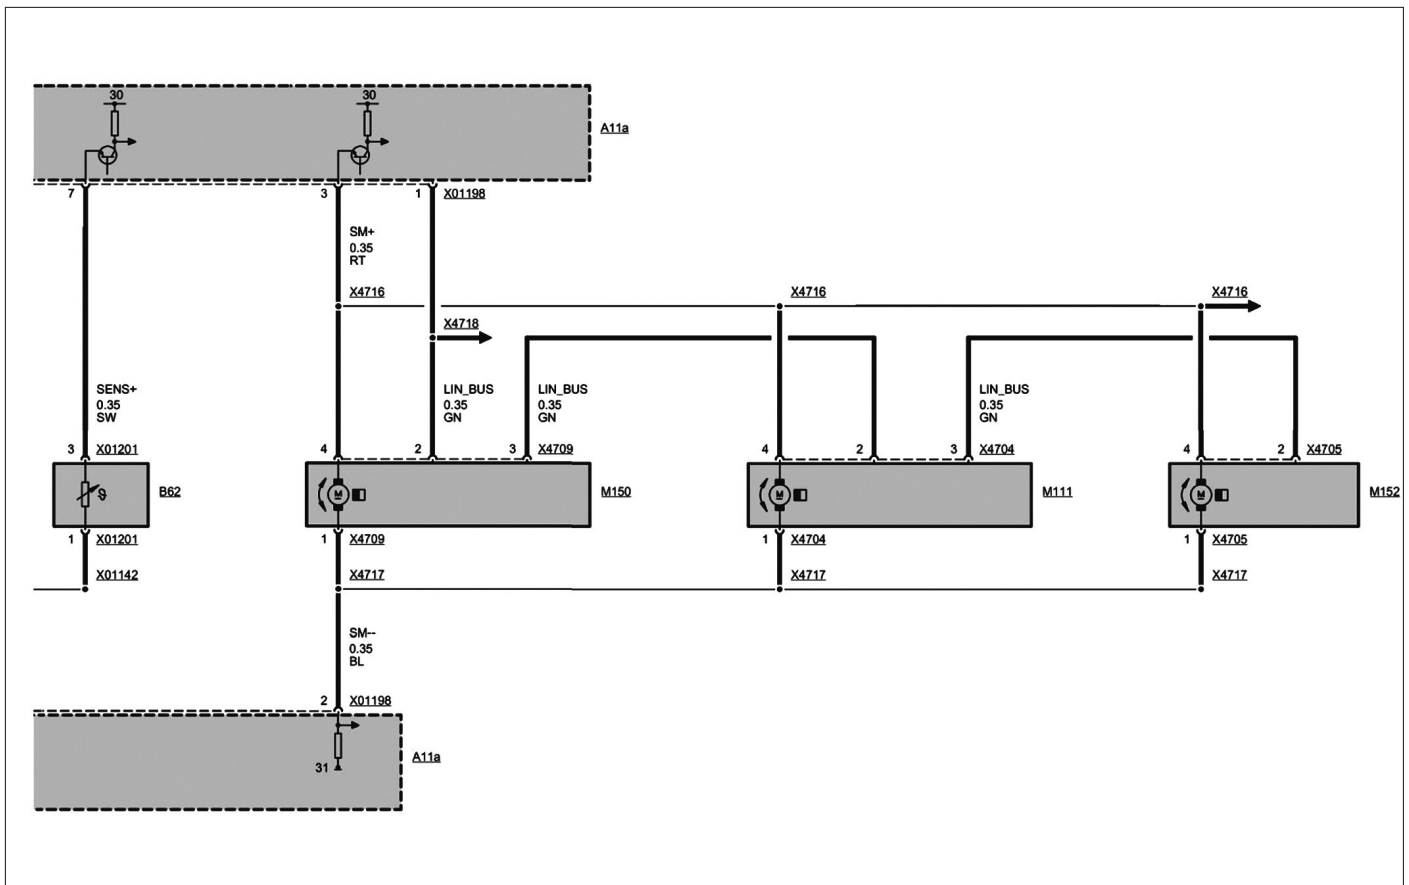 30
30
A11a
7
3
1
X01198
SM+
0.35
RT
X4716
X4716
X4716
X4718
SENS+
0.35
SW
LIN_BUS
0.35
GN
LIN_BUS
0.35
GN
LIN_BUS
0.35
GN
3
X01201
4
2
3
X4709
4
2
3
X4704
4
2
X4705
ϑ
B62
M
M150
M
M111
M
M152
1
X01201
1
X4709
1
X4704
1
X4705
X01142
X4717
X4717
X4717
SM--
0.35
BL
2
X01198
A11a
31